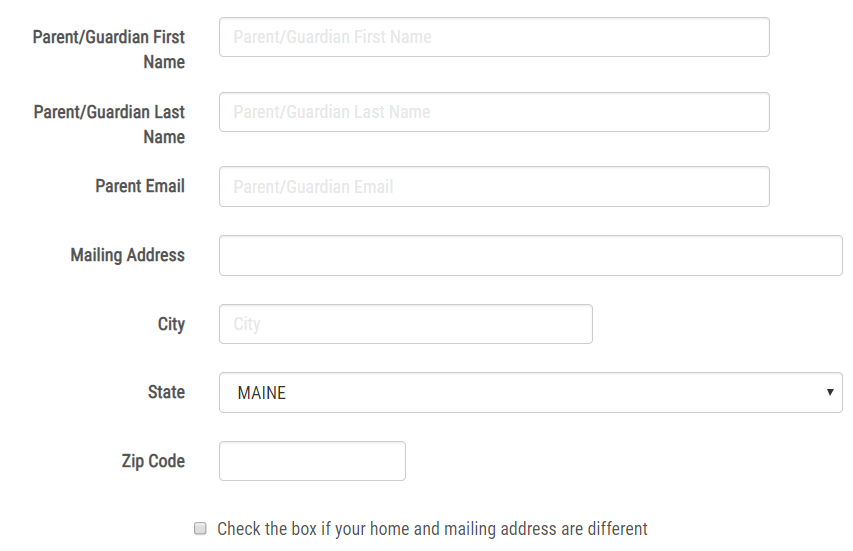 Parent/Guardian First
Name
Parent/Guardian First Name
Parent/Guardian Last
Name
Parent/Guardian Last Name
Parent Email
Parent/Guardian Email
Mailing Address
City
City
State
MAINE
Zip Code
Check the box if your home and mailing address are different